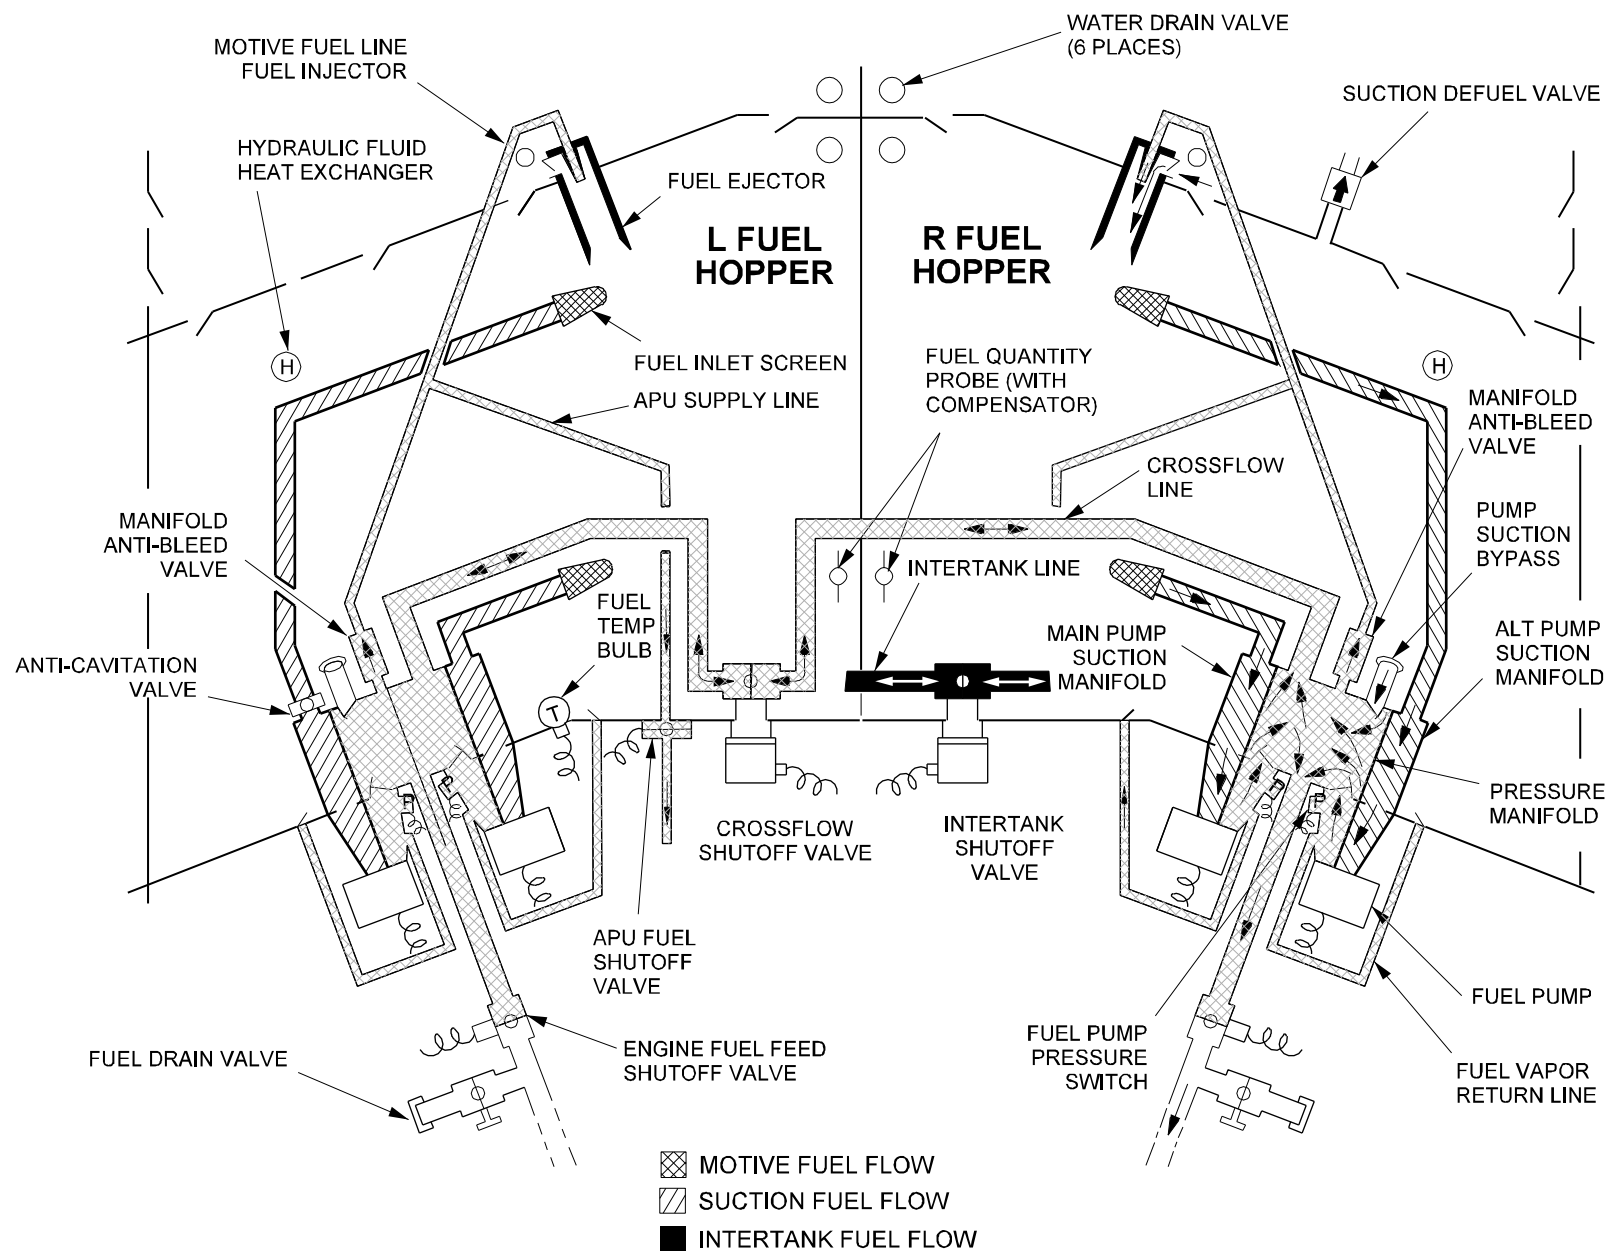 WATER DRAIN VALVE
(6 PLACES)
MOTIVE FUEL LINE
FUEL INJECTOR
SUCTION DEFUEL VALVE
HYDRAULIC FLUID
HEAT EXCHANGER
FUEL EJECTOR
L FUEL
HOPPER
R FUEL
HOPPER
H
FUEL INLET SCREEN
APU SUPPLY LINE
FUEL QUANTITY
PROBE (WITH
COMPENSATOR)
H
MANIFOLD
ANTI-BLEED
VALVE
CROSSFLOW
LINE
MANIFOLD
ANTI-BLEED
VALVE
PUMP
SUCTION
BYPASS
INTERTANK LINE
FUEL
TEMP
BULB
MAIN PUMP
SUCTION
MANIFOLD
ALT PUMP
SUCTION
MANIFOLD
ANTI-CAVITATION
VALVE
T
P
P
P
P
PRESSURE
MANIFOLD
CROSSFLOW
SHUTOFF VALVE
INTERTANK
SHUTOFF
VALVE
APU FUEL
SHUTOFF
VALVE
FUEL PUMP
FUEL DRAIN VALVE
ENGINE FUEL FEED
SHUTOFF VALVE
FUEL PUMP
PRESSURE
SWITCH
FUEL VAPOR
RETURN LINE
MOTIVE FUEL FLOW
SUCTION FUEL FLOW
INTERTANK FUEL FLOW